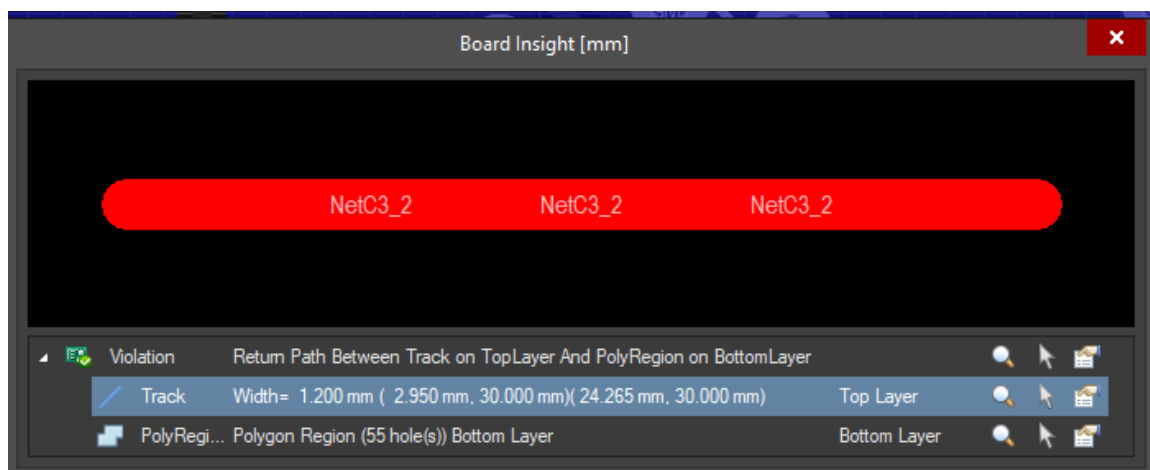 Board Insight [mm]
NetC3_2 NetC3_2 NetC3_2
Violation Return Path Between Track on TopLayer And PolyRegion on BottomLayer
Track Width= 1.200 mm ( 2.950 mm, 30.000 mm)( 24.265 mm, 30.000 mm) Top Layer
PolyRegi... Polygon Region (55 hole(s)) Bottom Layer Bottom Layer